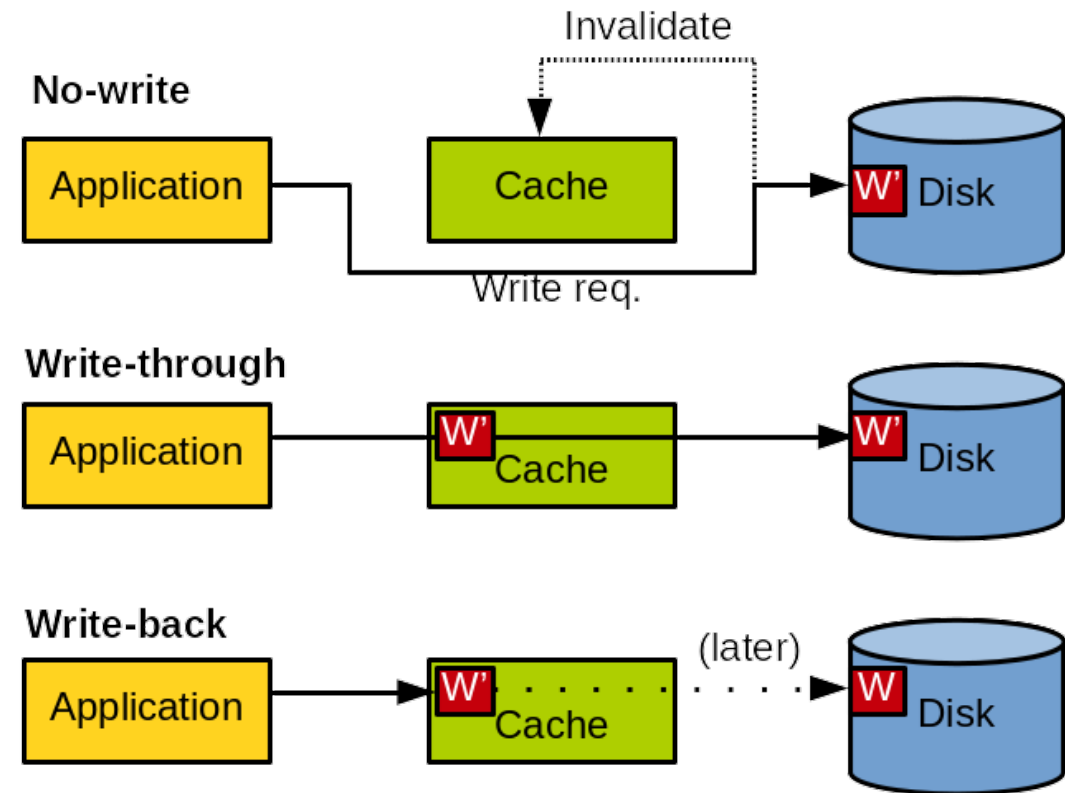 Invalidate
No-write
Application
Cache
W’
Disk
Write req.
Write-through
Application
W’
Cache
W’
Disk
Write-back
(later)
Application
W’
Cache
W
Disk